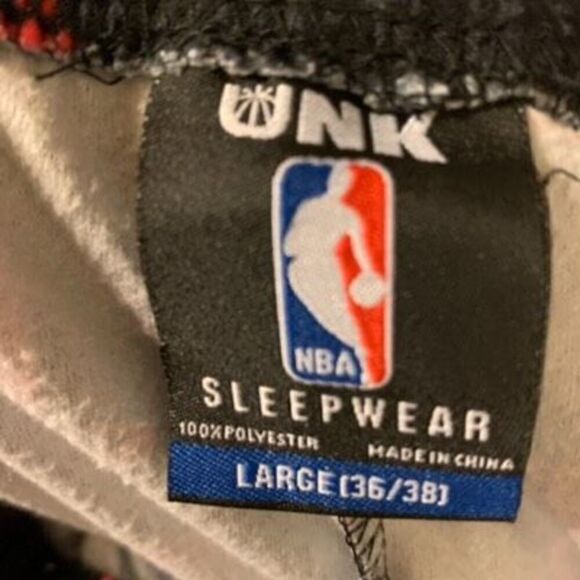 UNK
NBA
SLEEPWEAR
100%POLYESTER
MADE IN CHINA
LARGE (36/38)